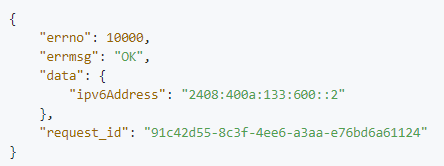 {
    "errno": 10000,
    "errmsg": "OK",
    "data": {
        "ipv6Address": "2408:400a:133:600::2"
    },
    "request_id": "91c42d55-8c3f-4ee6-a3aa-e76bd6a61124"
}